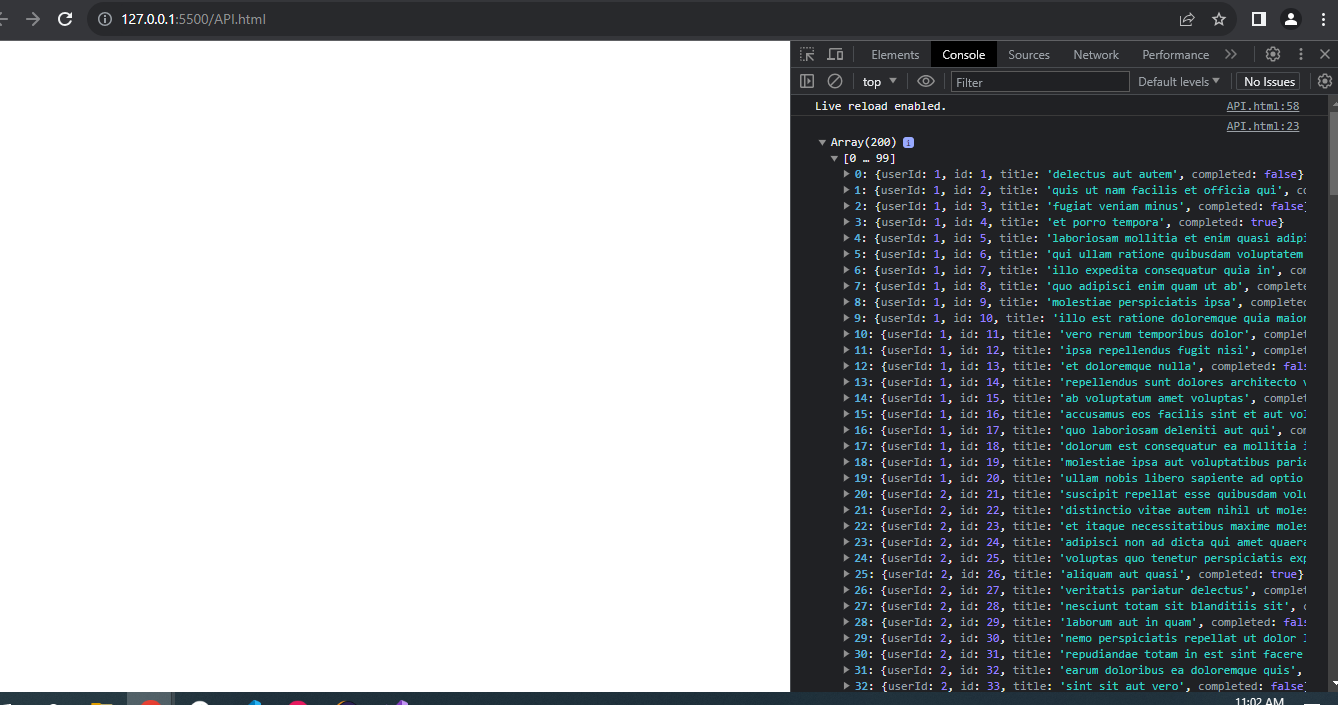 127.0.0.1:5500/API.html
Elements Console Sources Network Performance
top Filter Default levels No Issues
Live reload enabled. API.html:58
API.html:23
Array(200)
[0 … 99]
0: {userId: 1, id: 1, title: 'delectus aut autem', completed: false}
1: {userId: 1, id: 2, title: 'quis ut nam facilis et officia qui', co
2: {userId: 1, id: 3, title: 'fugiat veniam minus', completed: false}
3: {userId: 1, id: 4, title: 'et porro tempora', completed: true}
4: {userId: 1, id: 5, title: 'laboriosam mollitia et enim quasi adipi
5: {userId: 1, id: 6, title: 'qui ullam ratione quibusdam voluptatem
6: {userId: 1, id: 7, title: 'illo expedita consequatur quia in', com
7: {userId: 1, id: 8, title: 'quo adipisci enim quam ut ab', complete
8: {userId: 1, id: 9, title: 'molestiae perspiciatis ipsa', completed
9: {userId: 1, id: 10, title: 'illo est ratione doloremque quia maior
10: {userId: 1, id: 11, title: 'vero rerum temporibus dolor', complet
11: {userId: 1, id: 12, title: 'ipsa repellendus fugit nisi', complet
12: {userId: 1, id: 13, title: 'et doloremque nulla', completed: fals
13: {userId: 1, id: 14, title: 'repellendus sunt dolores architecto v
14: {userId: 1, id: 15, title: 'ab voluptatum amet voluptas', complet
15: {userId: 1, id: 16, title: 'accusamus eos facilis sint et aut vol
16: {userId: 1, id: 17, title: 'quo laboriosam deleniti aut qui', com
17: {userId: 1, id: 18, title: 'dolorum est consequatur ea mollitia i
18: {userId: 1, id: 19, title: 'molestiae ipsa aut voluptatibus paria
19: {userId: 1, id: 20, title: 'ullam nobis libero sapiente ad optio
20: {userId: 2, id: 21, title: 'suscipit repellat esse quibusdam volu
21: {userId: 2, id: 22, title: 'distinctio vitae autem nihil ut moles
22: {userId: 2, id: 23, title: 'et itaque necessitatibus maxime moles
23: {userId: 2, id: 24, title: 'adipisci non ad dicta qui amet quaera
24: {userId: 2, id: 25, title: 'voluptas quo tenetur perspiciatis exp
25: {userId: 2, id: 26, title: 'aliquam aut quasi', completed: true}
26: {userId: 2, id: 27, title: 'veritatis pariatur delectus', complet
27: {userId: 2, id: 28, title: 'nesciunt totam sit blanditiis sit', c
28: {userId: 2, id: 29, title: 'laborum aut in quam', completed: fals
29: {userId: 2, id: 30, title: 'nemo perspiciatis repellat ut dolor l
30: {userId: 2, id: 31, title: 'repudiandae totam in est sint facere
31: {userId: 2, id: 32, title: 'earum doloribus ea doloremque quis',
32: {userId: 2, id: 33, title: 'sint sit aut vero', completed: false}
11:02 AM